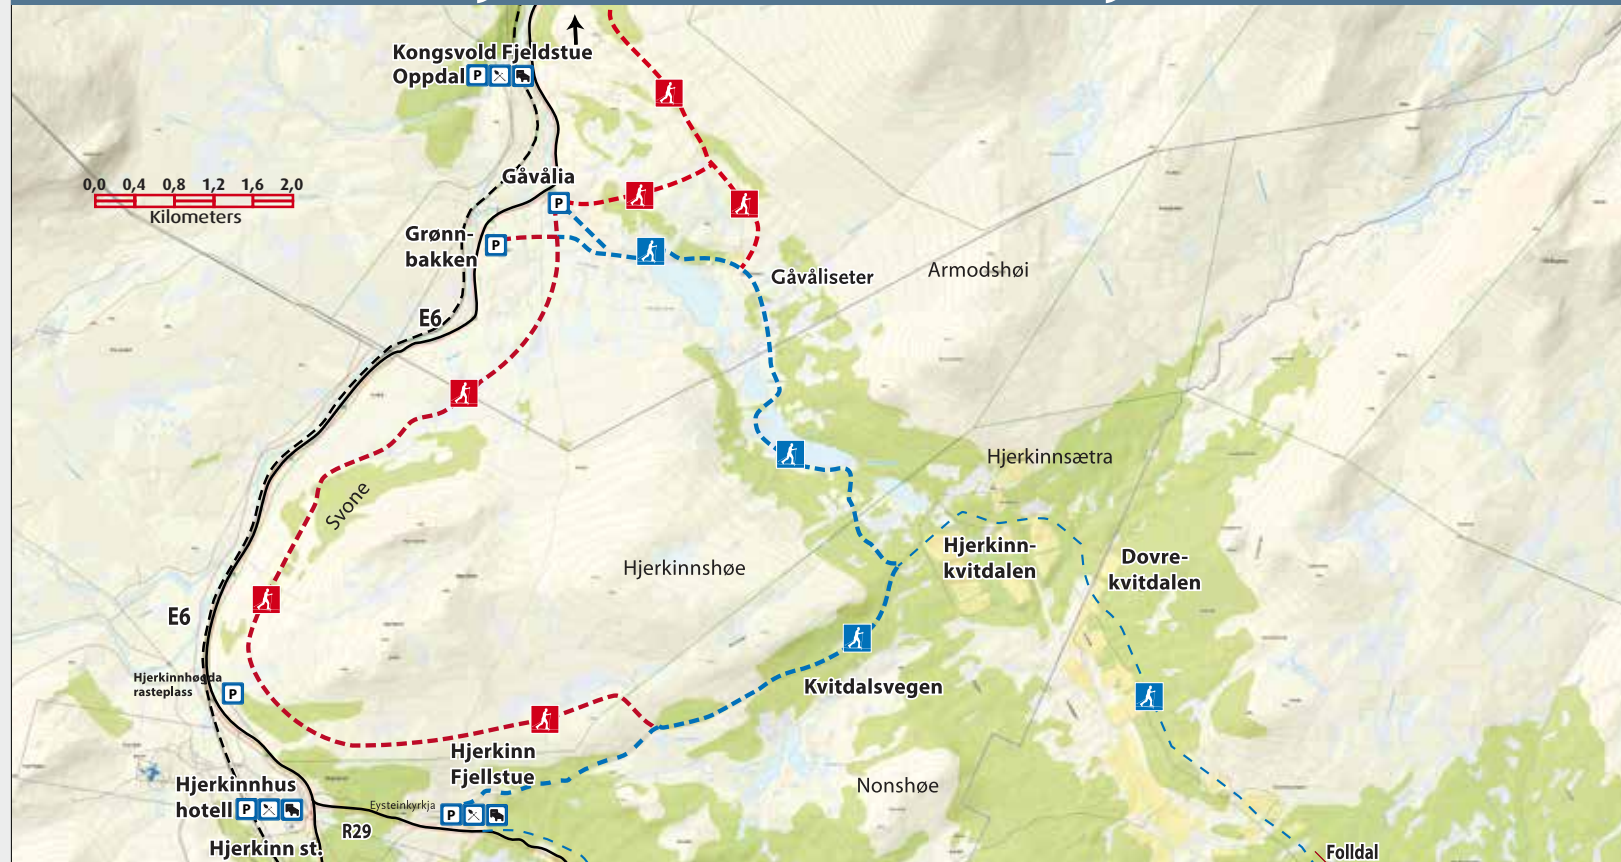 Kongsvold Fjeldstue
Oppdal P
Gåvålia
0,0 0,4 0,8 1,2 1,6 2,0
Kilometers
P
Grønn-
bakken P
Gåvåliseter
Armodshøi
E6
Hjerkinnsætra
Svone
Hjerkinn-
kvitdalen
Dovre-
kvitdalen
Hjerkinnshøe
E6
Hjerkinnhøgda
rasteplass P
Kvitdalsvegen
Hjerkinn
Fjellstue
Nonshøe
Hjerkinnhus
hotell P
Eysteinkyrkja P
R29
Hjerkinn st.
Folldal